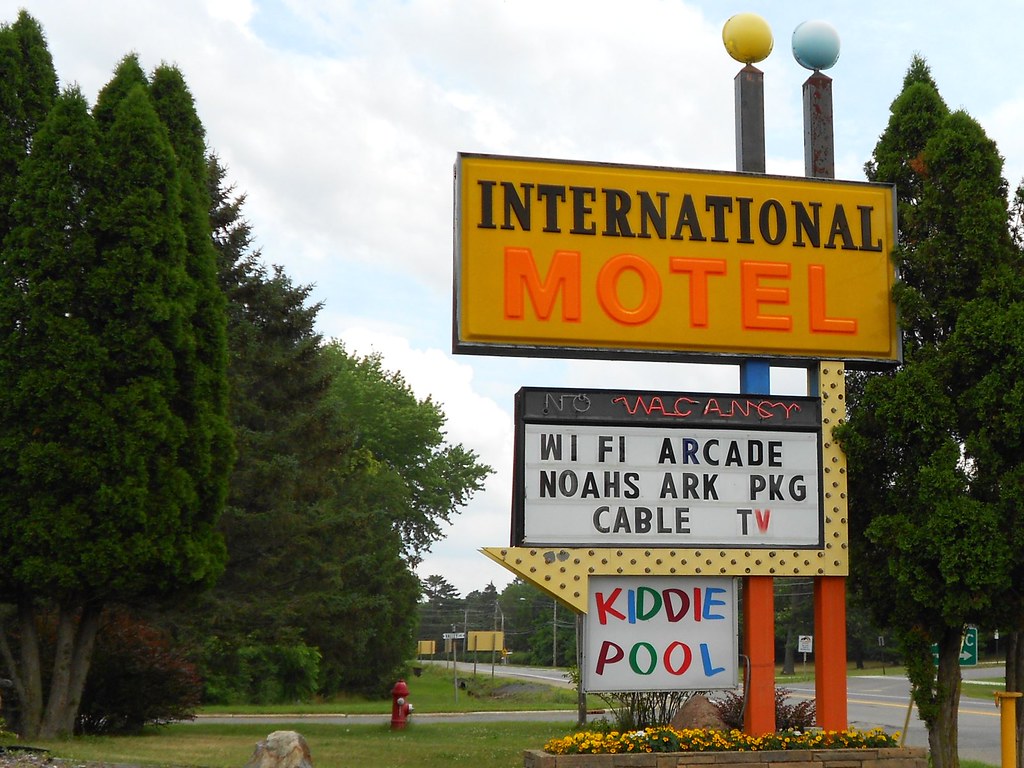 INTERNATIONAL
MOTEL
NO VACANCY
WI FI ARCADE
NOAHS ARK PKG
CABLE TV
KIDDIE
POOL
C